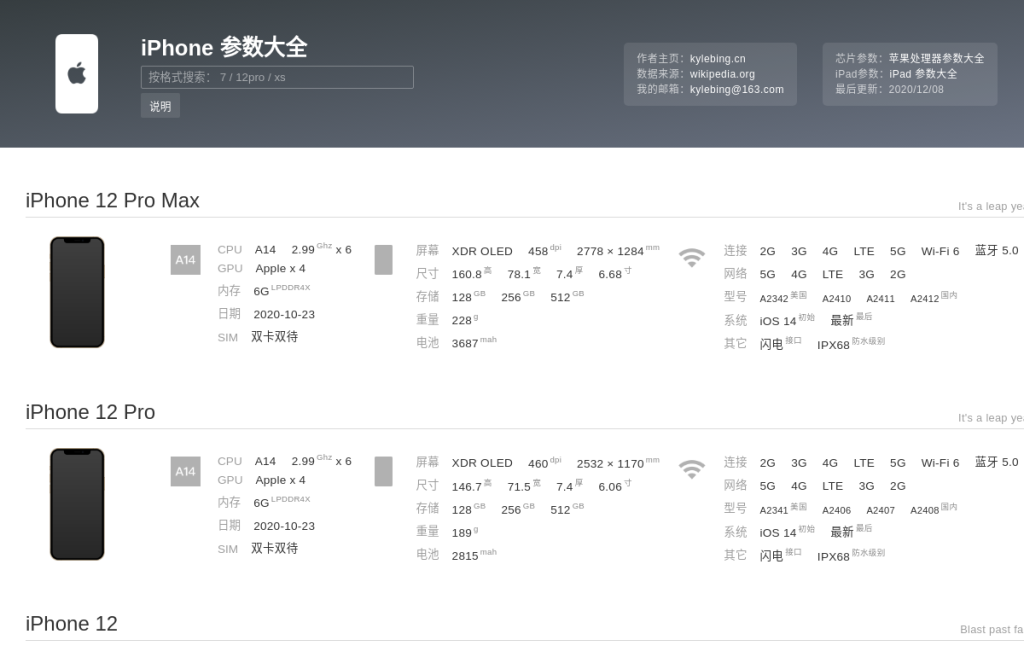 iPhone 参数大全
按格式搜索： 7 / 12pro / xs
说明
作者主页：kylebing.cn
数据来源：wikipedia.org
我的邮箱：kylebing@163.com
芯片参数：苹果处理器参数大全
iPad参数：iPad 参数大全
最后更新：2020/12/08
iPhone 12 Pro Max
It's a leap yea
A14
CPU A14 2.99 Ghz x 6
GPU Apple x 4
内存 6G LPDDR4X
日期 2020-10-23
SIM 双卡双待
屏幕 XDR OLED 458 dpi 2778 × 1284 mm
尺寸 160.8 高 78.1 宽 7.4 厚 6.68 寸
存储 128 GB 256 GB 512 GB
重量 228 g
电池 3687 mah
连接 2G 3G 4G LTE 5G Wi-Fi 6 蓝牙 5.0
网络 5G 4G LTE 3G 2G
型号 A2342 美国 A2410 A2411 A2412 国内
系统 iOS 14 初始 最新 最后
其它 闪电 接口 IPX68 防水级别
iPhone 12 Pro
It's a leap yea
A14
CPU A14 2.99 Ghz x 6
GPU Apple x 4
内存 6G LPDDR4X
日期 2020-10-23
SIM 双卡双待
屏幕 XDR OLED 460 dpi 2532 × 1170 mm
尺寸 146.7 高 71.5 宽 7.4 厚 6.06 寸
存储 128 GB 256 GB 512 GB
重量 189 g
电池 2815 mah
连接 2G 3G 4G LTE 5G Wi-Fi 6 蓝牙 5.0
网络 5G 4G LTE 3G 2G
型号 A2341 美国 A2406 A2407 A2408 国内
系统 iOS 14 初始 最新 最后
其它 闪电 接口 IPX68 防水级别
iPhone 12
Blast past fa